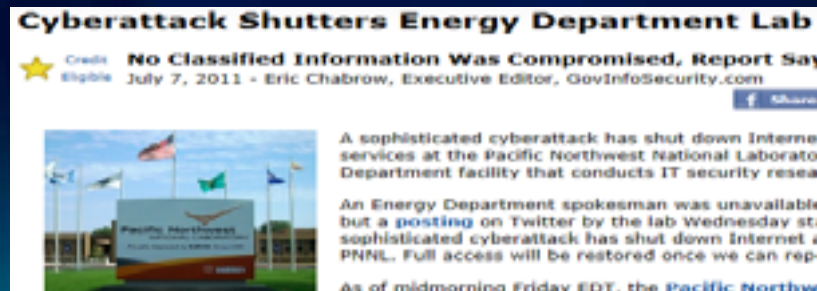 Cyberattack Shutters Energy Department Lab
Credit
Eligible
No Classified Information Was Compromised, Report Say
July 7, 2011 - Eric Chabrow, Executive Editor, GovInfoSecurity.com
f Share
A sophisticated cyberattack has shut down Interne
services at the Pacific Northwest National Laborato
Department facility that conducts IT security resea
An Energy Department spokesman was unavailable
but a posting on Twitter by the lab Wednesday sta
sophisticated cyberattack has shut down Internet a
PNNL. Full access will be restored once we can rep
As of midmorning Friday EDT, the Pacific Northw
Pacific Northwest
NATIONAL LABORATORY